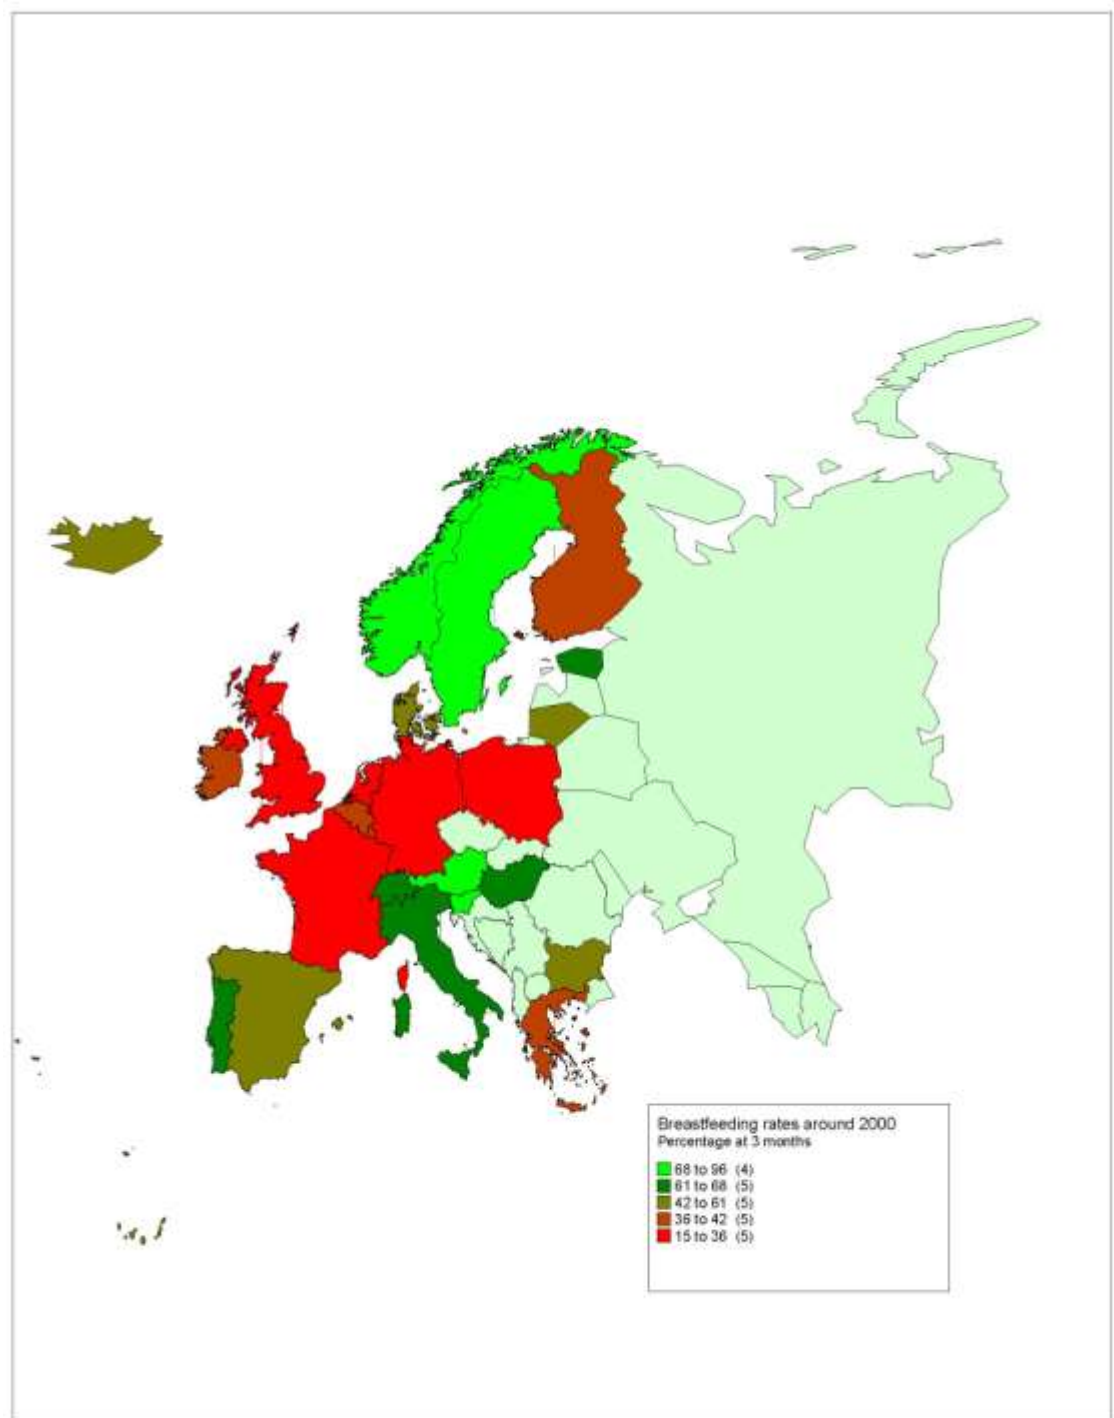 Breastfeeding rates around 2000
Percentage at 3 months
68 to 96 (4)
61 to 68 (5)
42 to 61 (5)
36 to 42 (5)
15 to 36 (5)